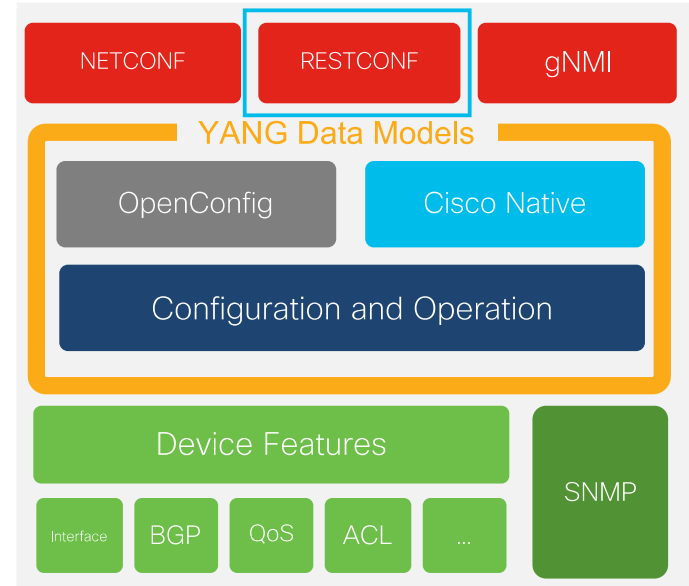 NETCONF
RESTCONF
gNMI
YANG Data Models
OpenConfig
Cisco Native
Configuration and Operation
Device Features
SNMP
Interface
BGP
QoS
ACL
...